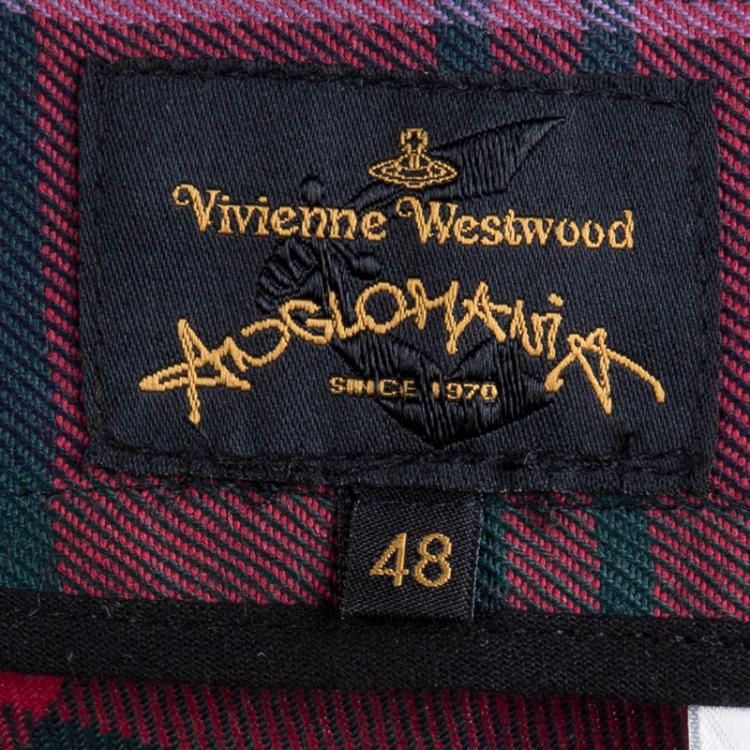 Vivienne Westwood
ANGLOMANIA
SINCE 1970
48